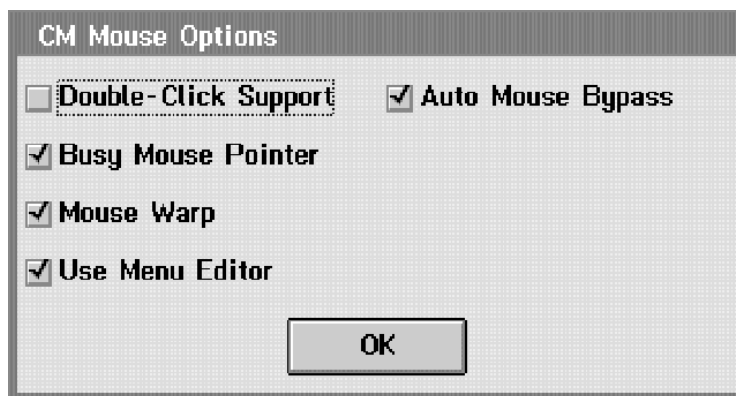 CM Mouse Options
Double-Click Support Auto Mouse Bypass
Busy Mouse Pointer
Mouse Warp
Use Menu Editor
OK